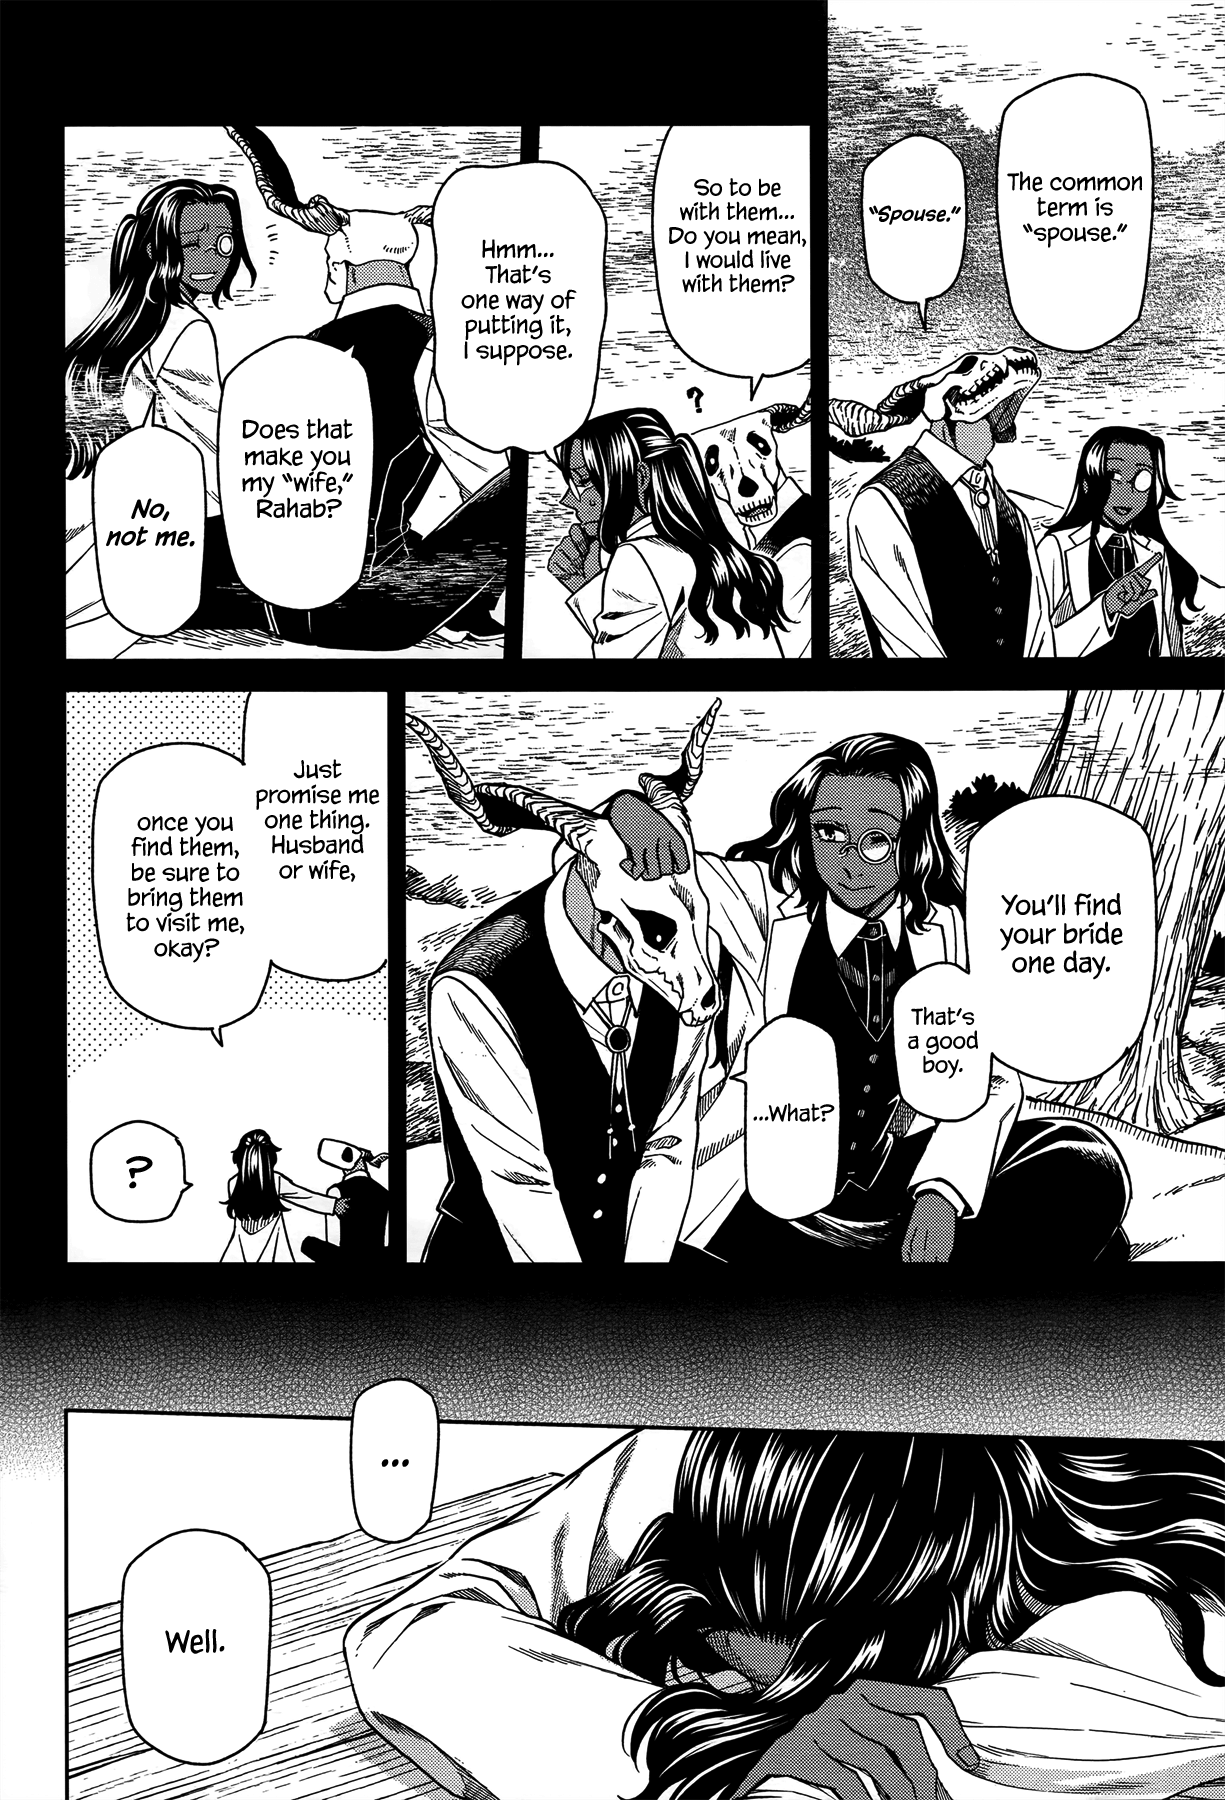 The common
term is
"spouse."
"Spouse."
So to be
with them...
Do you mean,
I would live
with them?
?
Hmm...
That's
one way of
putting it,
I suppose.
Does that
make you
my "wife,"
Rahab?
No,
not me.
You'll find
your bride
one day.
That's
a good
boy.
...What?
Just
promise me
one thing.
Husband
or wife,
once you
find them,
be sure to
bring them
to visit me,
okay?
?
...
Well.